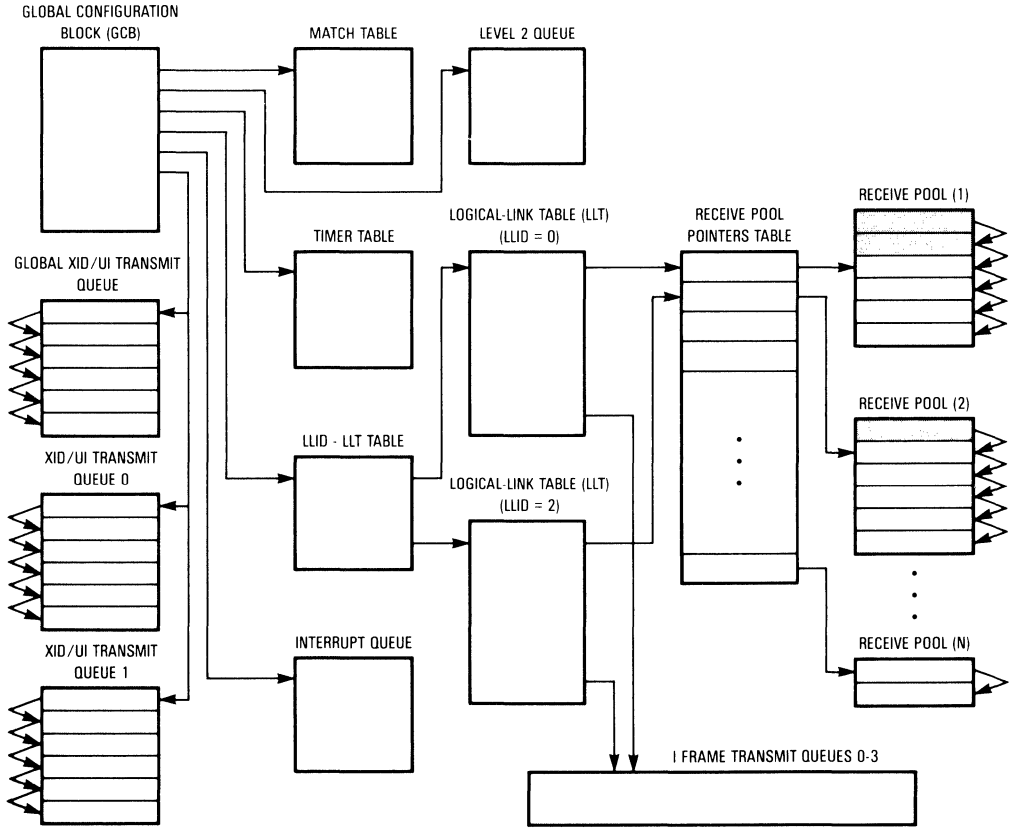 GLOBAL CONFIGURATION
BLOCK (GCB)
MATCH TABLE
LEVEL 2 QUEUE
RECEIVE POOL (1)
LOGICAL-LINK TABLE (LLT)
(LLID = 0)
RECEIVE POOL
POINTERS TABLE
TIMER TABLE
GLOBAL XID/UI TRANSMIT
QUEUE
RECEIVE POOL (2)
LLID - LLT TABLE
XID/UI TRANSMIT
QUEUE 0
LOGICAL-LINK TABLE (LLT)
(LLID = 2)
INTERRUPT QUEUE
RECEIVE POOL (N)
XID/UI TRANSMIT
QUEUE 1
I FRAME TRANSMIT QUEUES 0-3